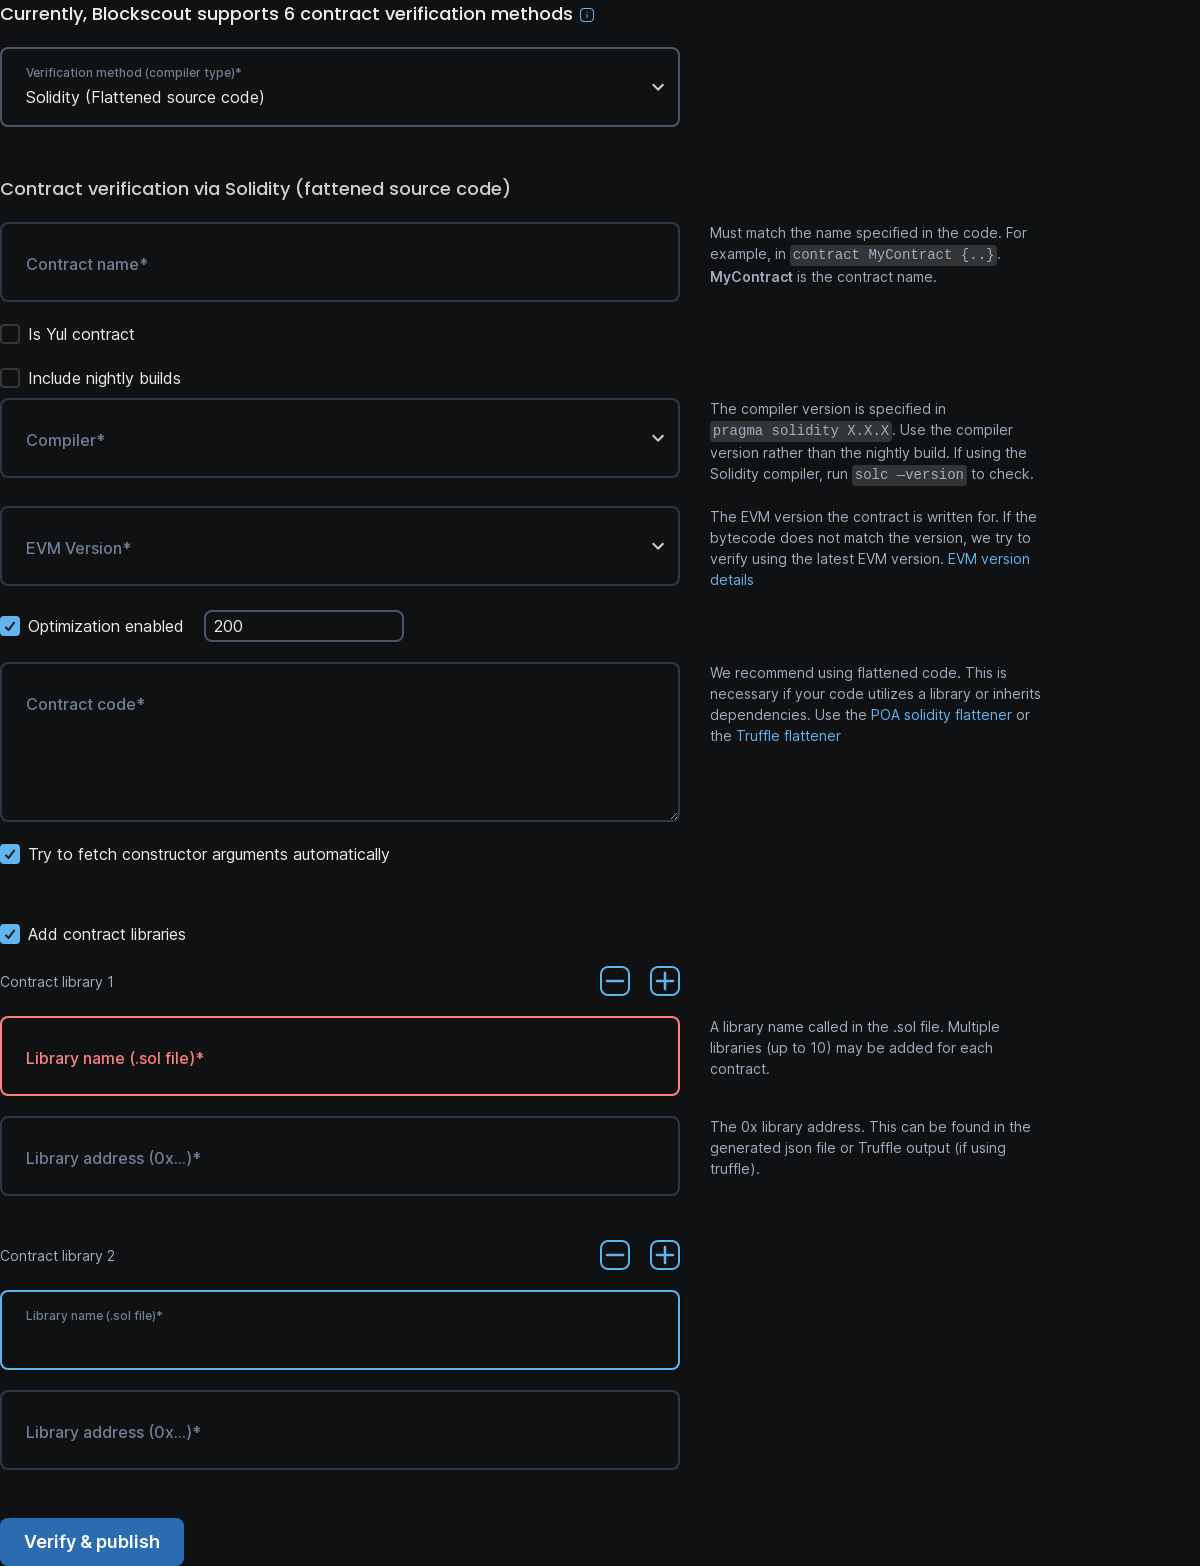 Currently, Blockscout supports 6 contract verification methods
Verification method (compiler type)*
Solidity (Flattened source code)
Contract verification via Solidity (fattened source code)
Contract name*
Must match the name specified in the code. For
example, in contract MyContract {..}.
MyContract is the contract name.
Is Yul contract
Include nightly builds
Compiler*
The compiler version is specified in
pragma solidity X.X.X. Use the compiler
version rather than the nightly build. If using the
Solidity compiler, run solc —version to check.
EVM Version*
The EVM version the contract is written for. If the
bytecode does not match the version, we try to
verify using the latest EVM version. EVM version
details
Optimization enabled 200
Contract code*
We recommend using flattened code. This is
necessary if your code utilizes a library or inherits
dependencies. Use the POA solidity flattener or
the Truffle flattener
Try to fetch constructor arguments automatically
Add contract libraries
Contract library 1
Library name (.sol file)*
A library name called in the .sol file. Multiple
libraries (up to 10) may be added for each
contract.
Library address (0x...)*
The 0x library address. This can be found in the
generated json file or Truffle output (if using
truffle).
Contract library 2
Library name (.sol file)*
Library address (0x...)*
Verify & publish